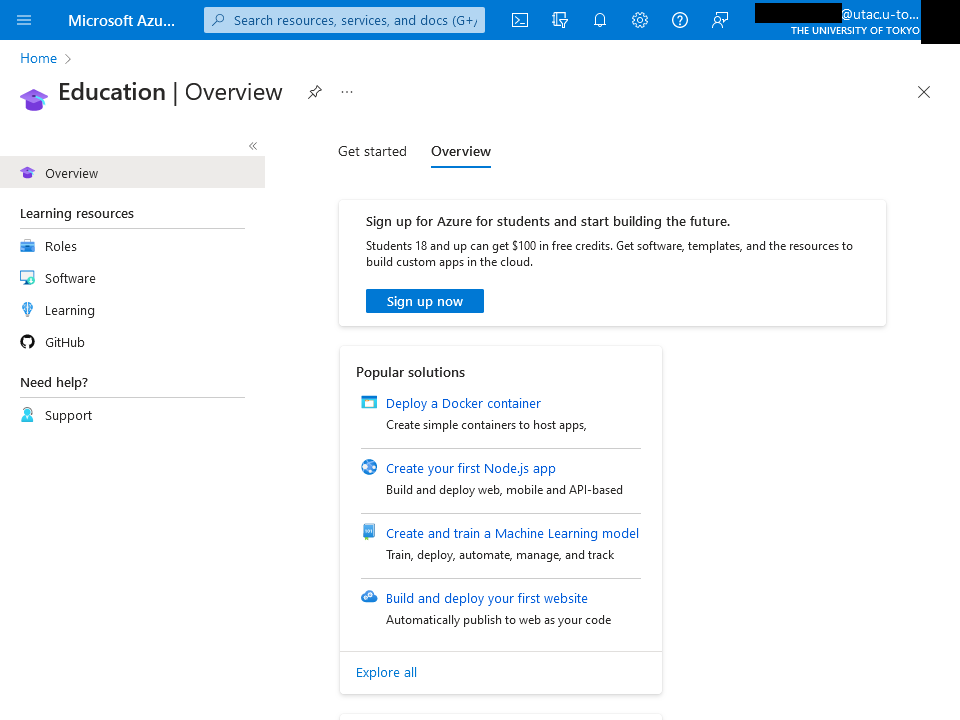 Microsoft Azu...
Search resources, services, and docs (G+/
@utac.u-to...
THE UNIVERSITY OF TOKYO
Home
Education | Overview
...
Get started
Overview
Overview
Learning resources
Roles
Software
Learning
GitHub
Need help?
Support
Sign up for Azure for students and start building the future.
Students 18 and up can get $100 in free credits. Get software, templates, and the resources to
build custom apps in the cloud.
Sign up now
Popular solutions
Deploy a Docker container
Create simple containers to host apps,
Create your first Node.js app
Build and deploy web, mobile and API-based
Create and train a Machine Learning model
Train, deploy, automate, manage, and track
Build and deploy your first website
Automatically publish to web as your code
Explore all